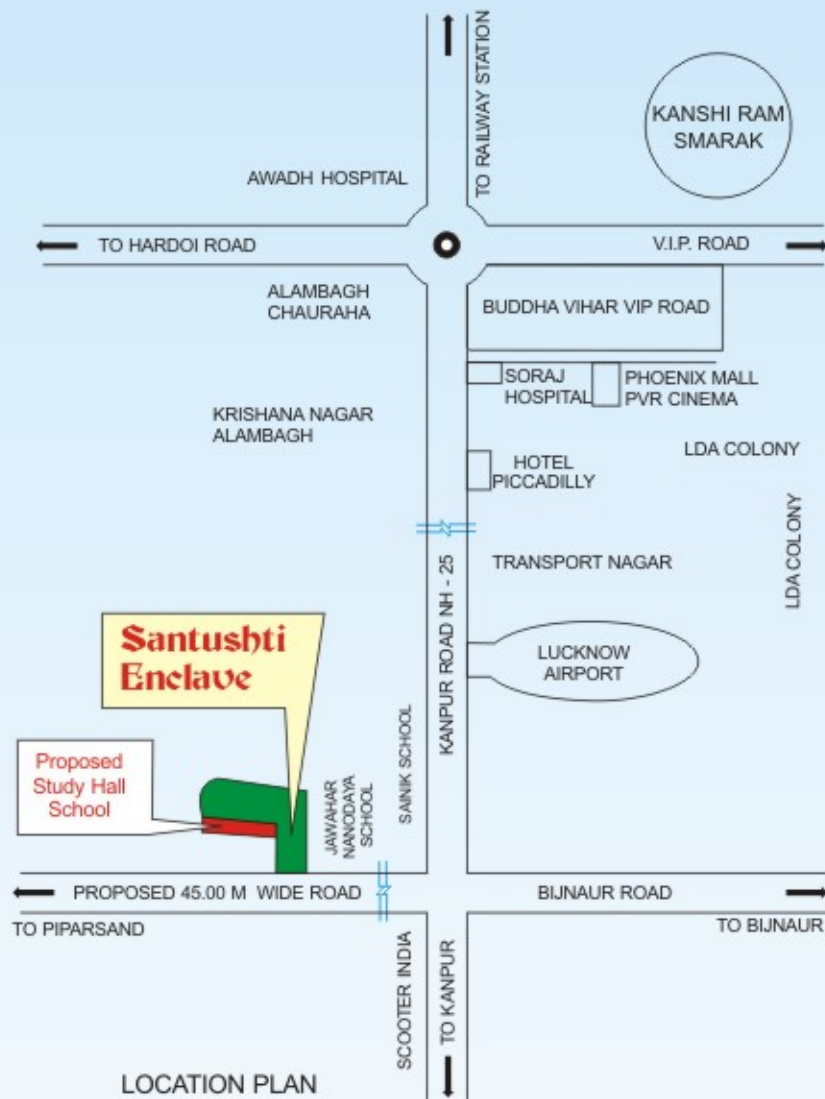 TO RAILWAY STATION
KANSHI RAM
SMARAK
AWADH HOSPITAL
TO HARDOI ROAD
V.I.P. ROAD
ALAMBAGH
CHAURAHA
BUDDHA VIHAR VIP ROAD
SORAJ
HOSPITAL
PHOENIX MALL
PVR CINEMA
KRISHANA NAGAR
ALAMBAGH
LDA COLONY
HOTEL
PICCADILLY
LDA COLONY
TRANSPORT NAGAR
KANPUR ROAD NH - 25
LUCKNOW
AIRPORT
Santushti
Enclave
Proposed
Study Hall
School
JAWAHAR
NANODAYA
SCHOOL
SAINIK SCHOOL
PROPOSED 45.00 M WIDE ROAD
BIJNAUR ROAD
TO PIPARSAND
TO BIJNAUR
SCOOTER INDIA
TO KANPUR
LOCATION PLAN